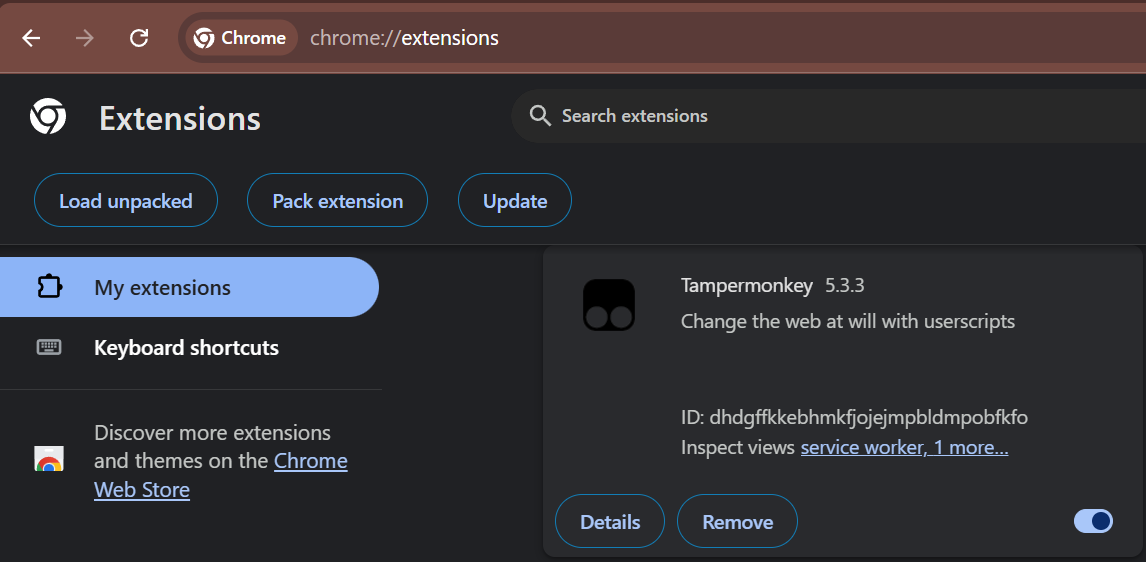 Chrome chrome://extensions
Extensions
Search extensions
Load unpacked
Pack extension
Update
My extensions
Keyboard shortcuts
Discover more extensions
and themes on the Chrome
Web Store
Tampermonkey 5.3.3
Change the web at will with userscripts
ID: dhdgffkkebhmkfjojejmpbldmpobfkfo
Inspect views service worker, 1 more...
Details
Remove